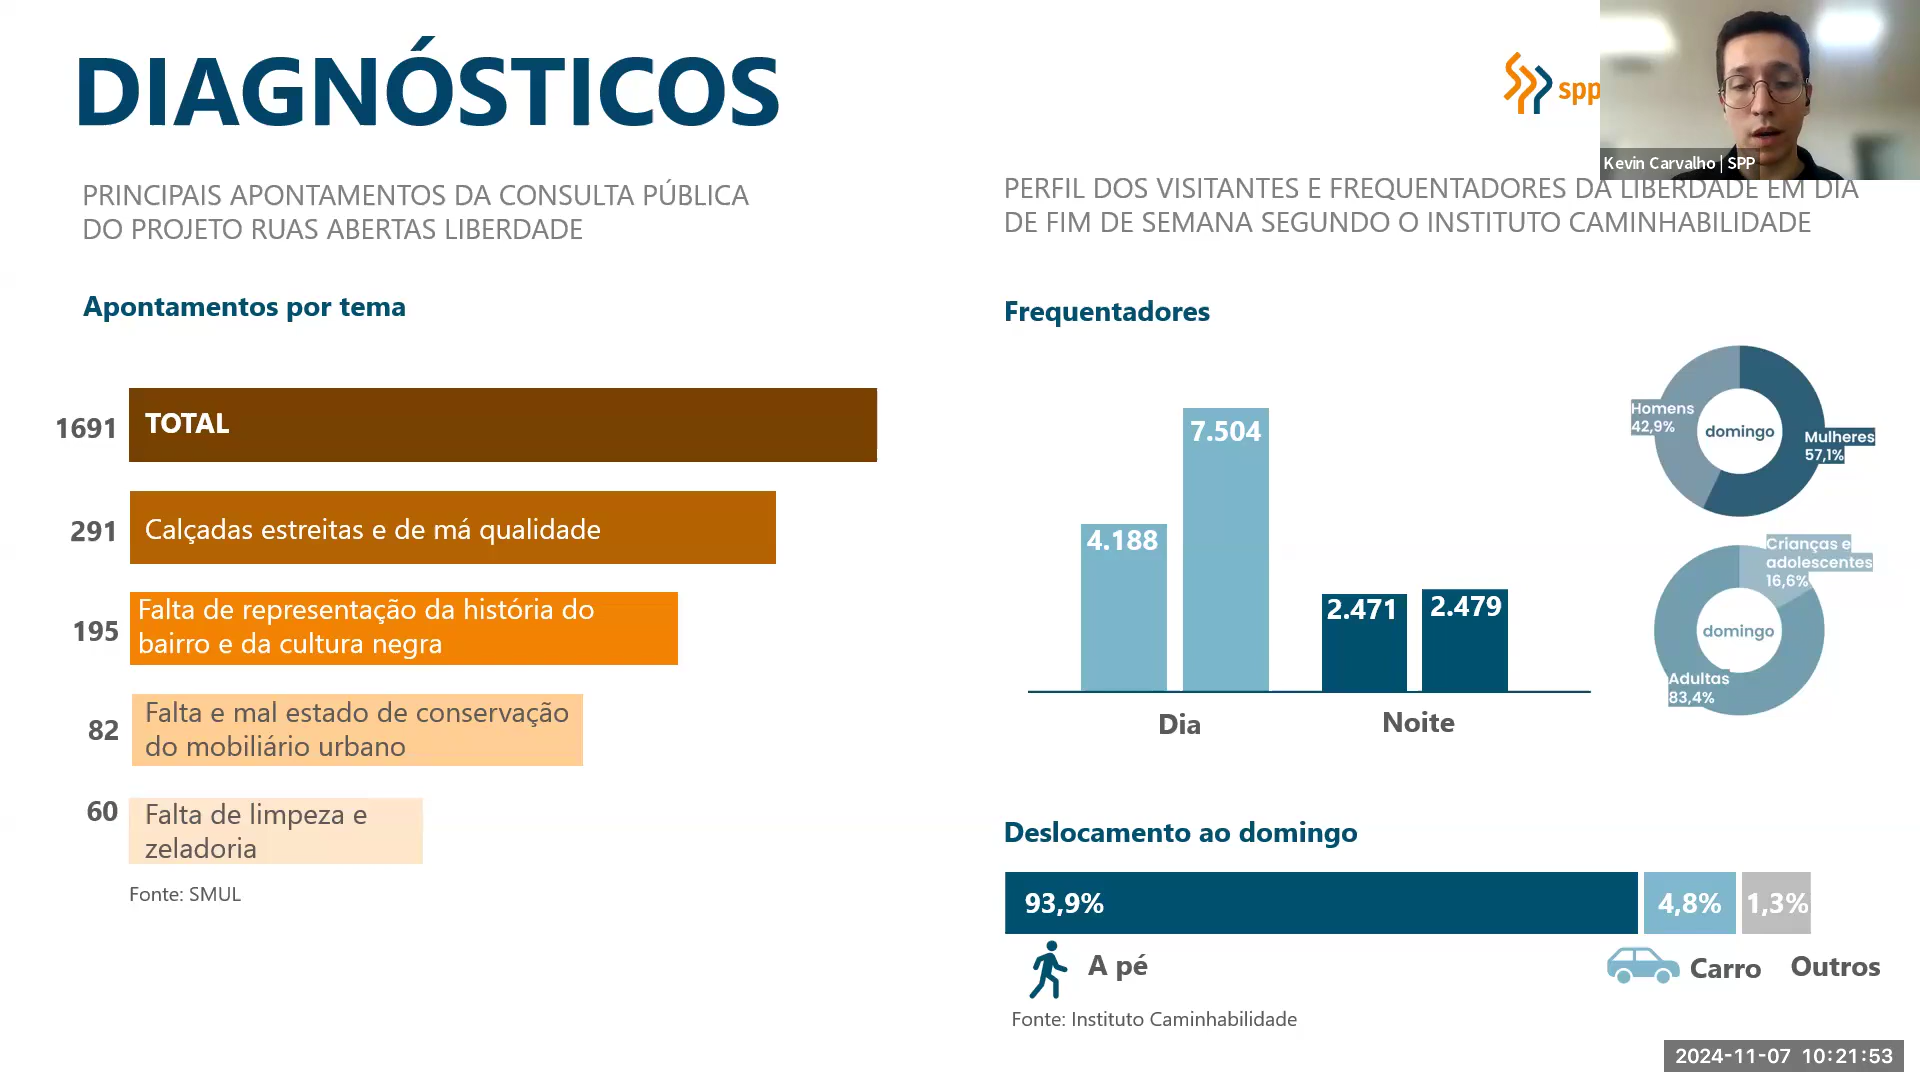 DIAGNÓSTICOS
spp
Kevin Carvalho | SPP
PRINCIPAIS APONTAMENTOS DA CONSULTA PÚBLICA
DO PROJETO RUAS ABERTAS LIBERDADE
Apontamentos por tema
1691 TOTAL
291 Calçadas estreitas e de má qualidade
195 Falta de representação da história do
bairro e da cultura negra
82 Falta e mal estado de conservação
do mobiliário urbano
60 Falta de limpeza e
zeladoria
Fonte: SMUL
PERFIL DOS VISITANTES E FREQUENTADORES DA LIBERDADE EM DIA
DE FIM DE SEMANA SEGUNDO O INSTITUTO CAMINHABILIDADE
Frequentadores
4.188
7.504
2.471
2.479
Dia
Noite
Homens
42,9%
domingo
Mulheres
57,1%
Crianças e
adolescentes
16,6%
domingo
Adultas
83,4%
Deslocamento ao domingo
93,9%
4,8%
1,3%
A pé
Carro
Outros
Fonte: Instituto Caminhabilidade
2024-11-07 10:21:53